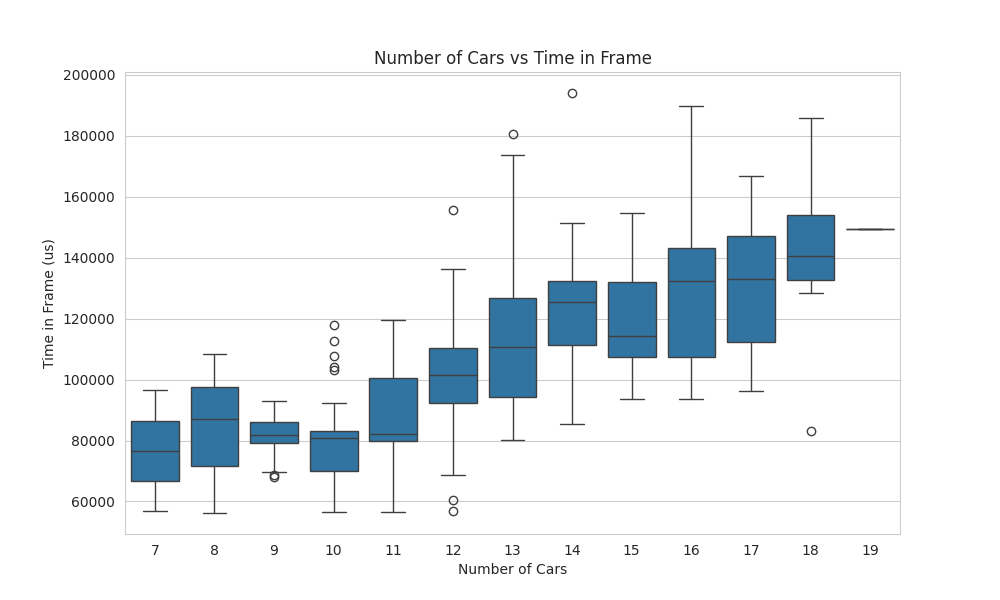 Number of Cars vs Time in Frame
200000
180000
160000
140000
120000
100000
80000
60000
Time in Frame (us)
7 8 9 10 11 12 13 14 15 16 17 18 19
Number of Cars